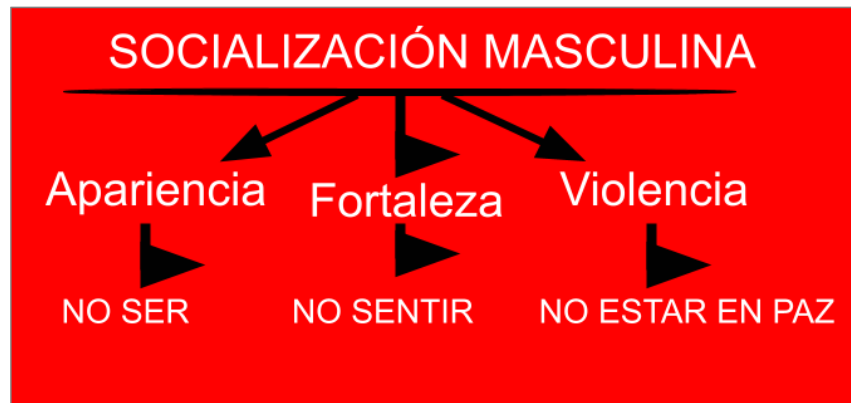 SOCIALIZACIÓN MASCULINA
Apariencia
Fortaleza
Violencia
NO SER
NO SENTIR
NO ESTAR EN PAZ